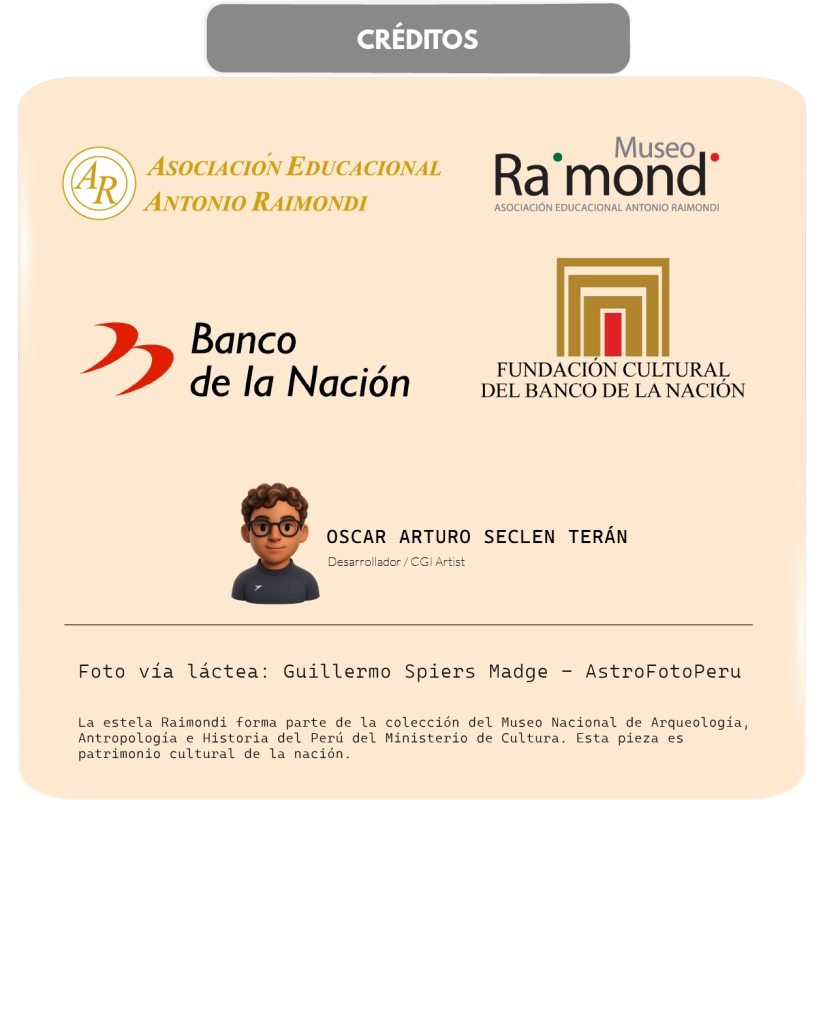 CRÉDITOS
AR
ASOCIACIÓN EDUCACIONAL
ANTONIO RAIMONDI
Museo
Raimondi
ASOCIACIÓN EDUCACIONAL ANTONIO RAIMONDI
Banco
de la Nación
FUNDACIÓN CULTURAL
DEL BANCO DE LA NACIÓN
OSCAR ARTURO SECLEN TERÁN
Desarrollador / CGI Artist
Foto vía láctea: Guillermo Spiers Madge – AstroFotoPeru
La estela Raimondi forma parte de la colección del Museo Nacional de Arqueología,
Antropología e Historia del Perú del Ministerio de Cultura. Esta pieza es
patrimonio cultural de la nación.